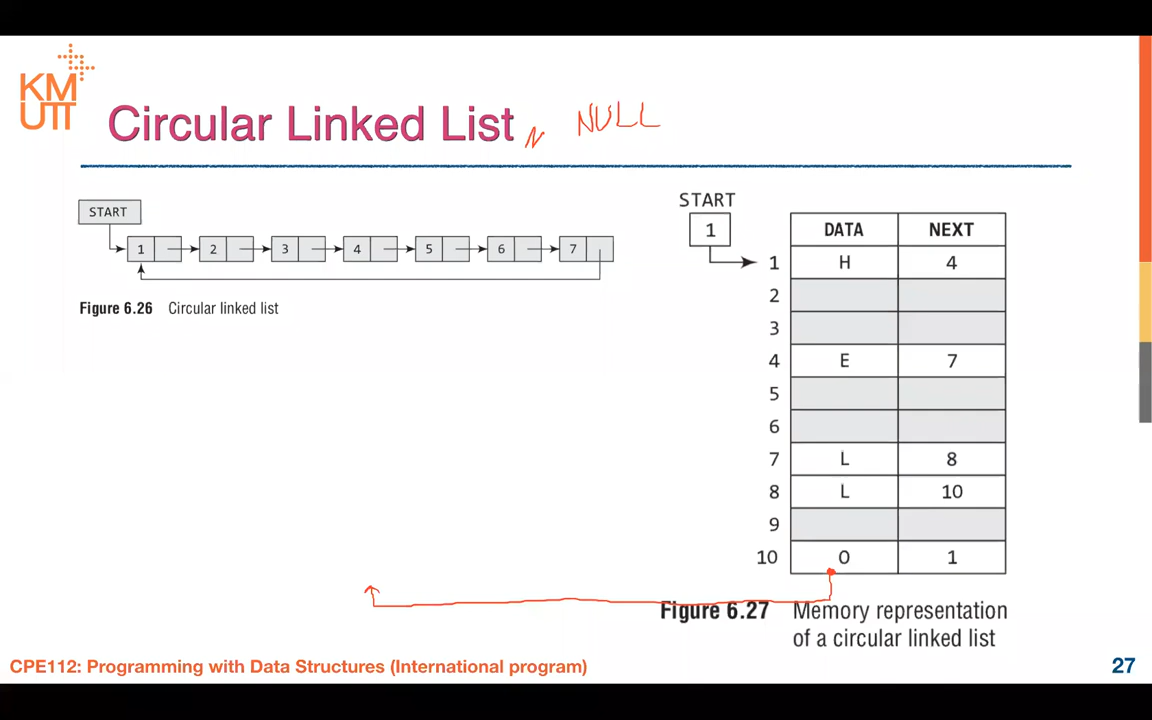 KM
UTT
Circular Linked List
N NULL
START
1 2 3 4 5 6 7
Figure 6.26 Circular linked list
START
1
DATA NEXT
1 H 4
2
3
4 E 7
5
6
7 L 8
8 L 10
9
10 O 1
Figure 6.27 Memory representation
of a circular linked list
CPE112: Programming with Data Structures (International program)
27